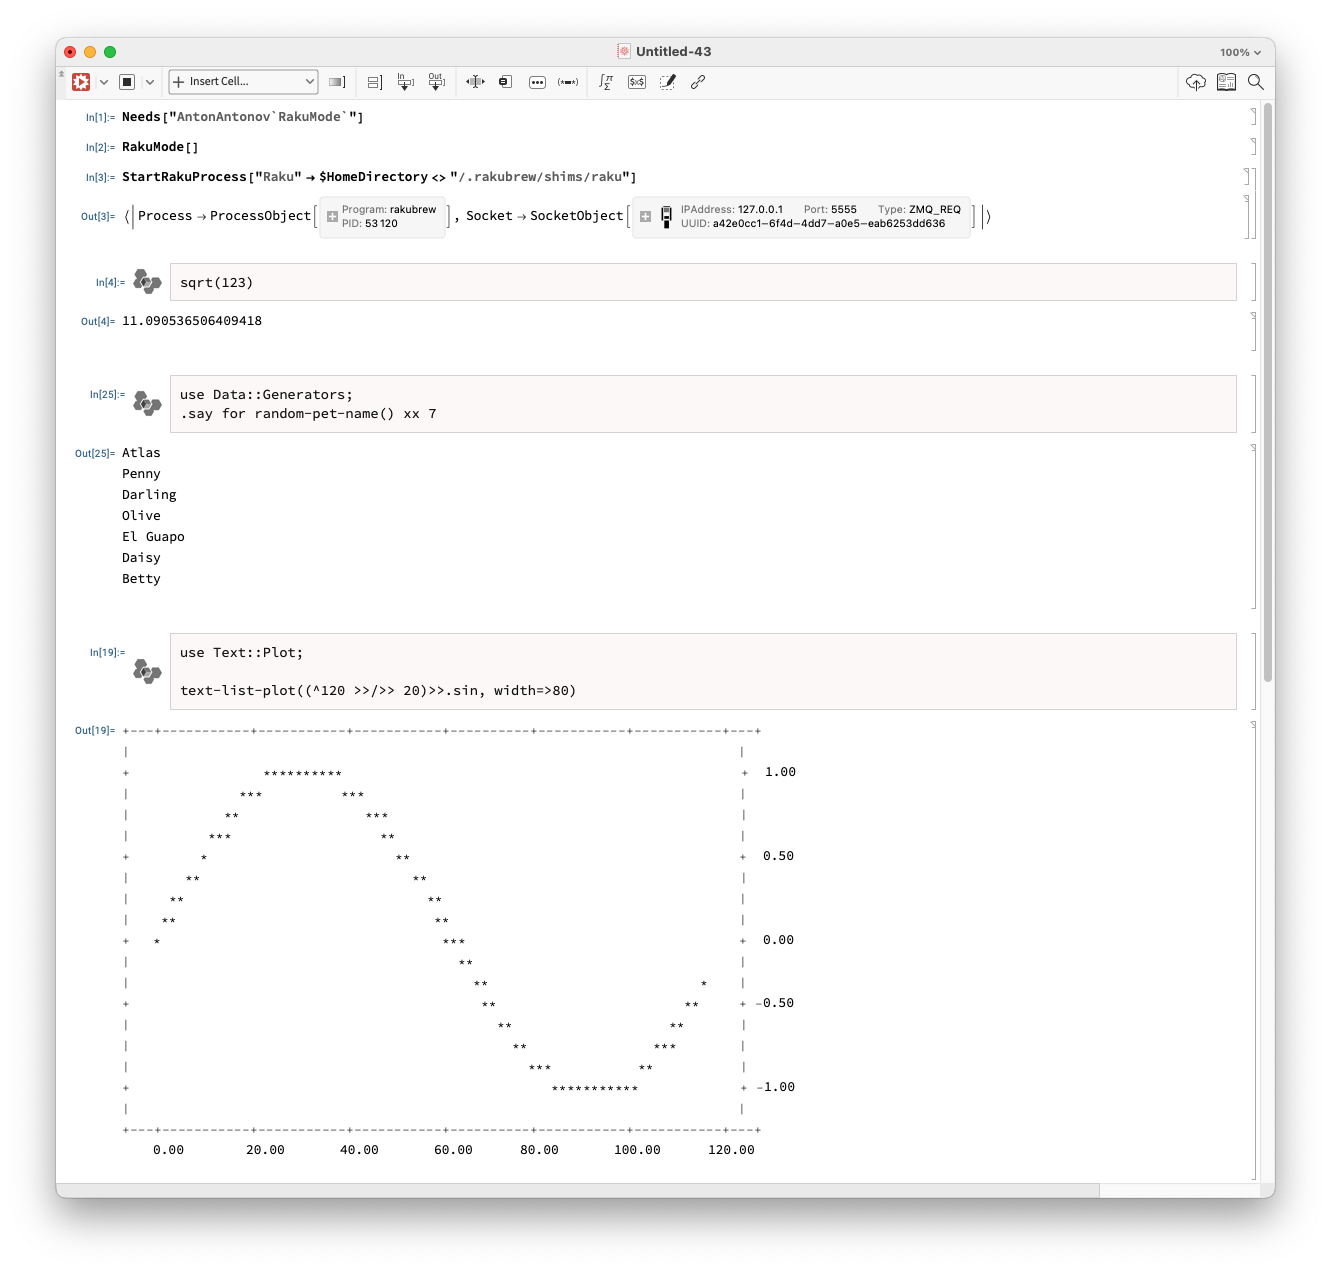 Untitled-43
100%
Insert Cell...
In
Out
In[1]:= Needs["AntonAntonov`RakuMode`"]
In[2]:= RakuMode[]
In[3]:= StartRakuProcess["Raku" → $HomeDirectory <> "/.rakubrew/shims/raku"]
Out[3]= ⟨|Process → ProcessObject[Program: rakubrew PID: 53120], Socket → SocketObject[IPAddress: 127.0.0.1 Port: 5555 Type: ZMQ_REQ UUID: a42e0cc1-6f4d-4dd7-a0e5-eab6253dd636]|⟩
In[4]:= sqrt(123)
Out[4]= 11.090536506409418
In[25]:= use Data::Generators;
.say for random-pet-name() xx 7
Out[25]= Atlas
Penny
Darling
Olive
El Guapo
Daisy
Betty
In[19]:= use Text::Plot;
text-list-plot((^120 >>/>> 20)>>.sin, width=>80)
Out[19]=
1.00
0.50
0.00
-0.50
-1.00
0.00 20.00 40.00 60.00 80.00 100.00 120.00